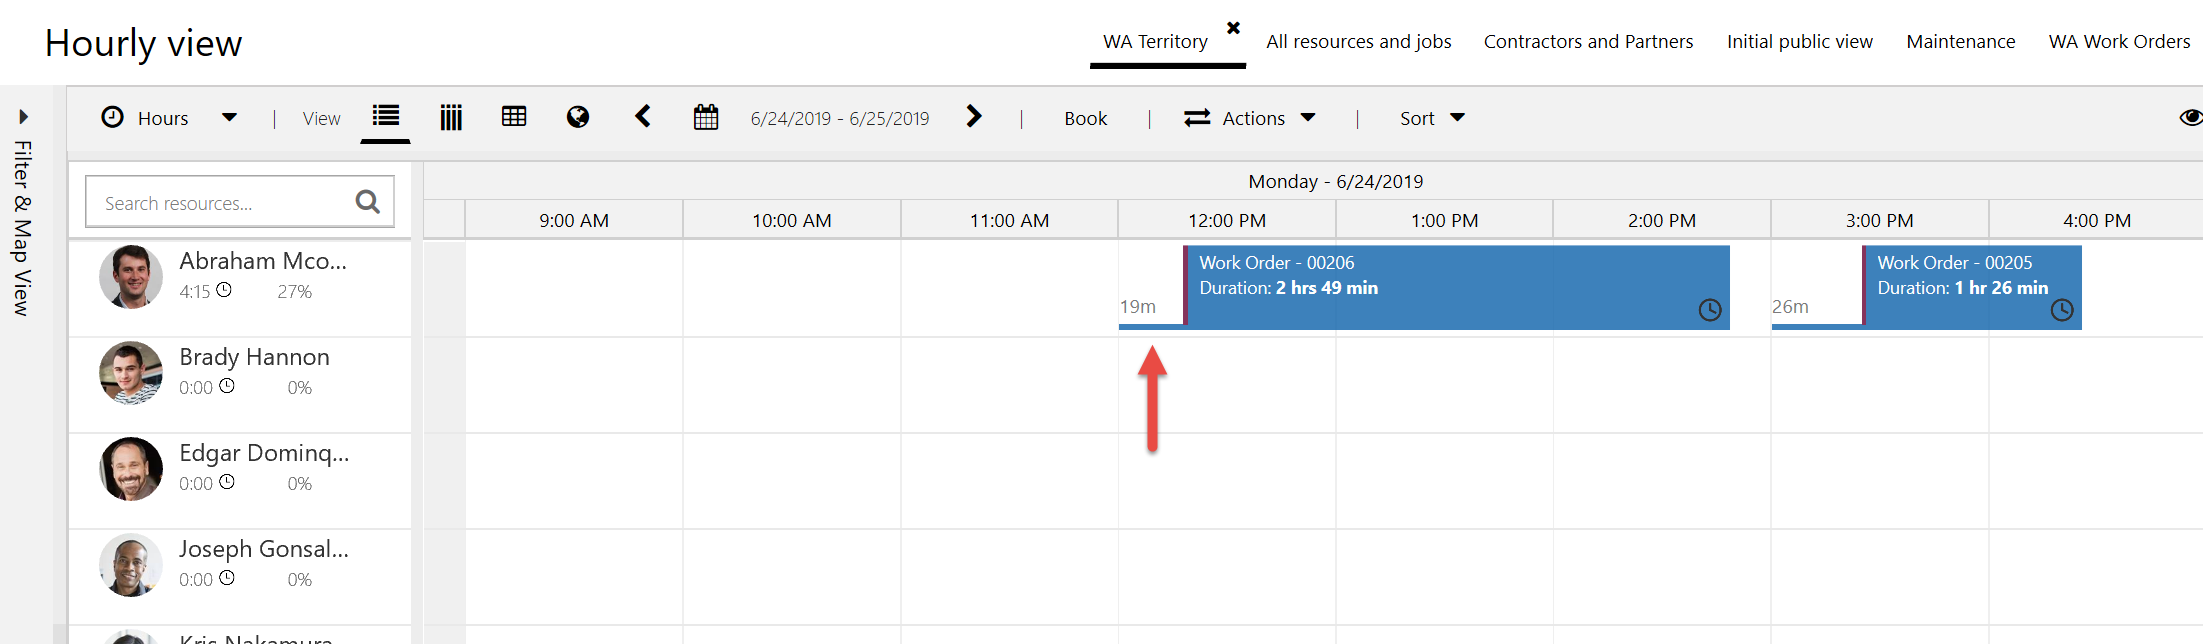 Hourly view
WA Territory All resources and jobs Contractors and Partners Initial public view Maintenance WA Work Orders
Hours View 6/24/2019 - 6/25/2019 Book Actions Sort
Filter & Map View
Search resources...
Monday - 6/24/2019
9:00 AM 10:00 AM 11:00 AM 12:00 PM 1:00 PM 2:00 PM 3:00 PM 4:00 PM
Abraham Mco...
4:15 27%
19m
Work Order - 00206
Duration: 2 hrs 49 min
26m
Work Order - 00205
Duration: 1 hr 26 min
Brady Hannon
0:00 0%
Edgar Dominq...
0:00 0%
Joseph Gonsal...
0:00 0%
Kris Nakamura